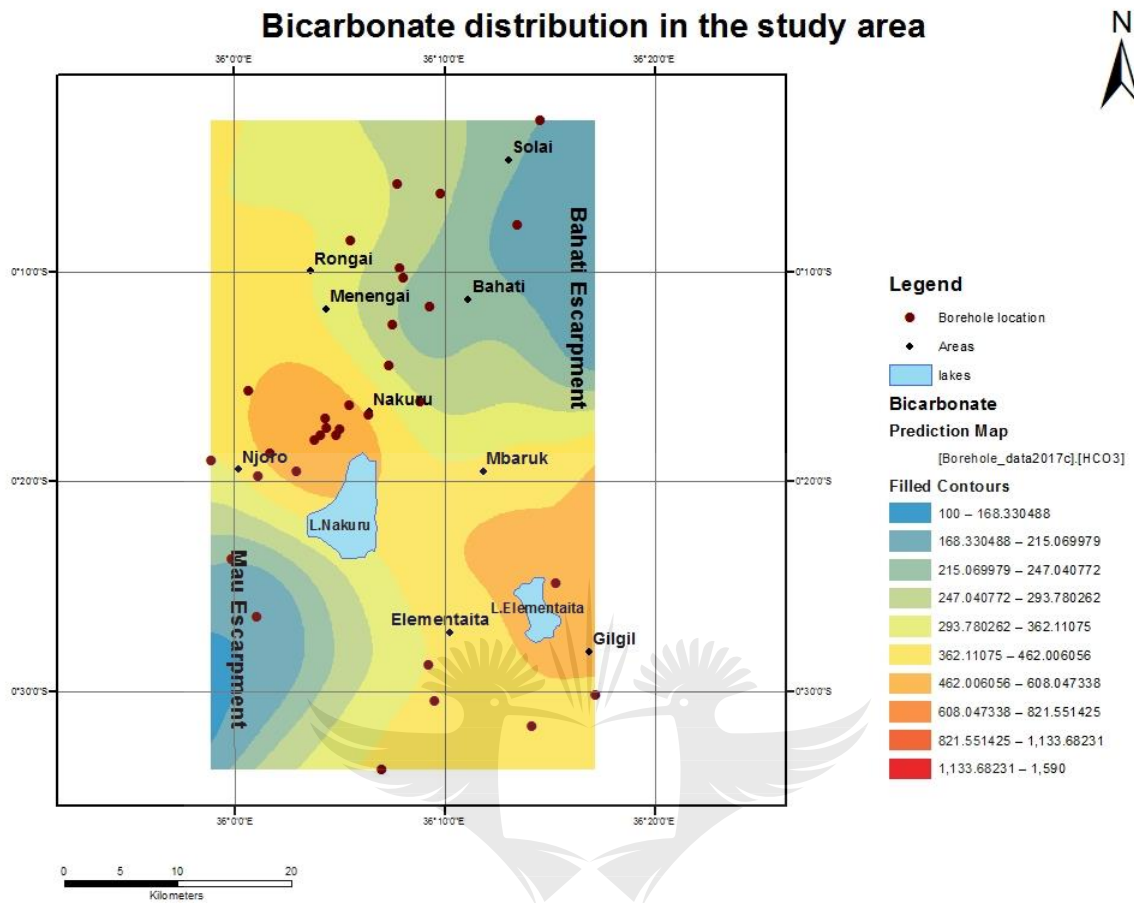 Bicarbonate distribution in the study area
N
36°0'0"E 36°10'0"E 36°20'0"E
Solai
Bahati Escarpment
0°10'0"S 0°10'0"S
Rongai
Bahati
Menengai
Nakuru
Njoro
Mbaruk
0°20'0"S 0°20'0"S
L.Nakuru
Mau Escarpment
L.Elementaita
Elementaita
Gilgil
0°30'0"S 0°30'0"S
36°0'0"E 36°10'0"E 36°20'0"E
0 5 10 20
Kilometers
Legend
Borehole location
Areas
lakes
Bicarbonate
Prediction Map
[Borehole_data2017c].[HCO3]
Filled Contours
100 – 168.330488
168.330488 – 215.069979
215.069979 – 247.040772
247.040772 – 293.780262
293.780262 – 362.11075
362.11075 – 462.006056
462.006056 – 608.047338
608.047338 – 821.551425
821.551425 – 1,133.68231
1,133.68231 – 1,590